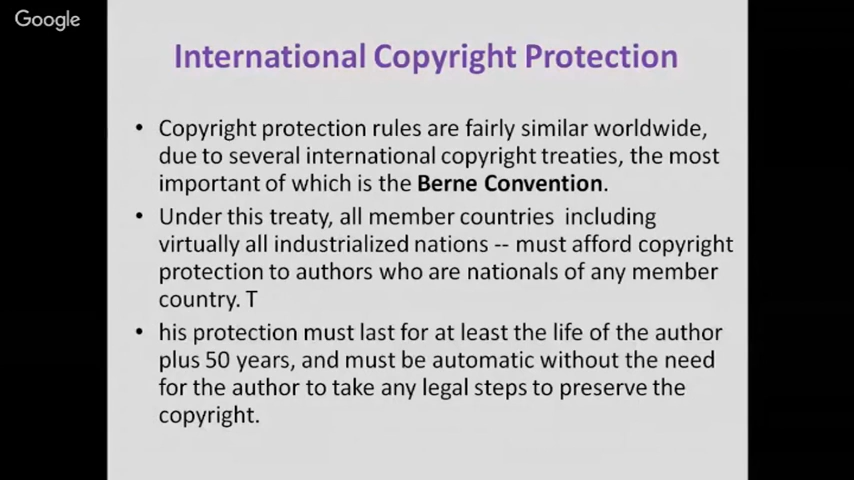 Google
International Copyright Protection
• Copyright protection rules are fairly similar worldwide,
due to several international copyright treaties, the most
important of which is the Berne Convention.
• Under this treaty, all member countries  including
virtually all industrialized nations -- must afford copyright
protection to authors who are nationals of any member
country. T
• his protection must last for at least the life of the author
plus 50 years, and must be automatic without the need
for the author to take any legal steps to preserve the
copyright.